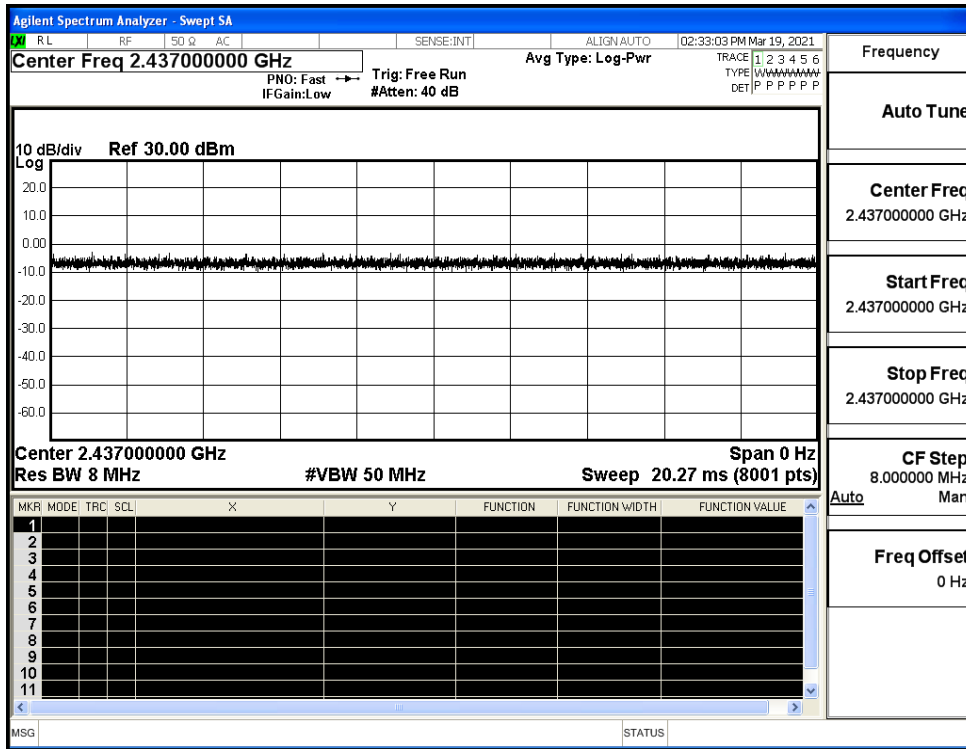 Agilent Spectrum Analyzer - Swept SA
LXI RL RF 50 Ω AC SENSE:INT ALIGN AUTO 02:33:03 PM Mar 19, 2021
Center Freq 2.437000000 GHz
PNO: Fast
IFGain:Low
Trig: Free Run
#Atten: 40 dB
Avg Type: Log-Pwr
TRACE 1 2 3 4 5 6
TYPE
DET P P P P P P
10 dB/div Ref 30.00 dBm
Log
20.0
10.0
0.00
-10.0
-20.0
-30.0
-40.0
-50.0
-60.0
Center 2.437000000 GHz Span 0 Hz
Res BW 8 MHz #VBW 50 MHz Sweep 20.27 ms (8001 pts)
MKR MODE TRC SCL X Y FUNCTION FUNCTION WIDTH FUNCTION VALUE
1
2
3
4
5
6
7
8
9
10
11
MSG STATUS
Frequency
Auto Tune
Center Freq
2.437000000 GHz
Start Freq
2.437000000 GHz
Stop Freq
2.437000000 GHz
CF Step
8.000000 MHz
Auto Man
Freq Offset
0 Hz